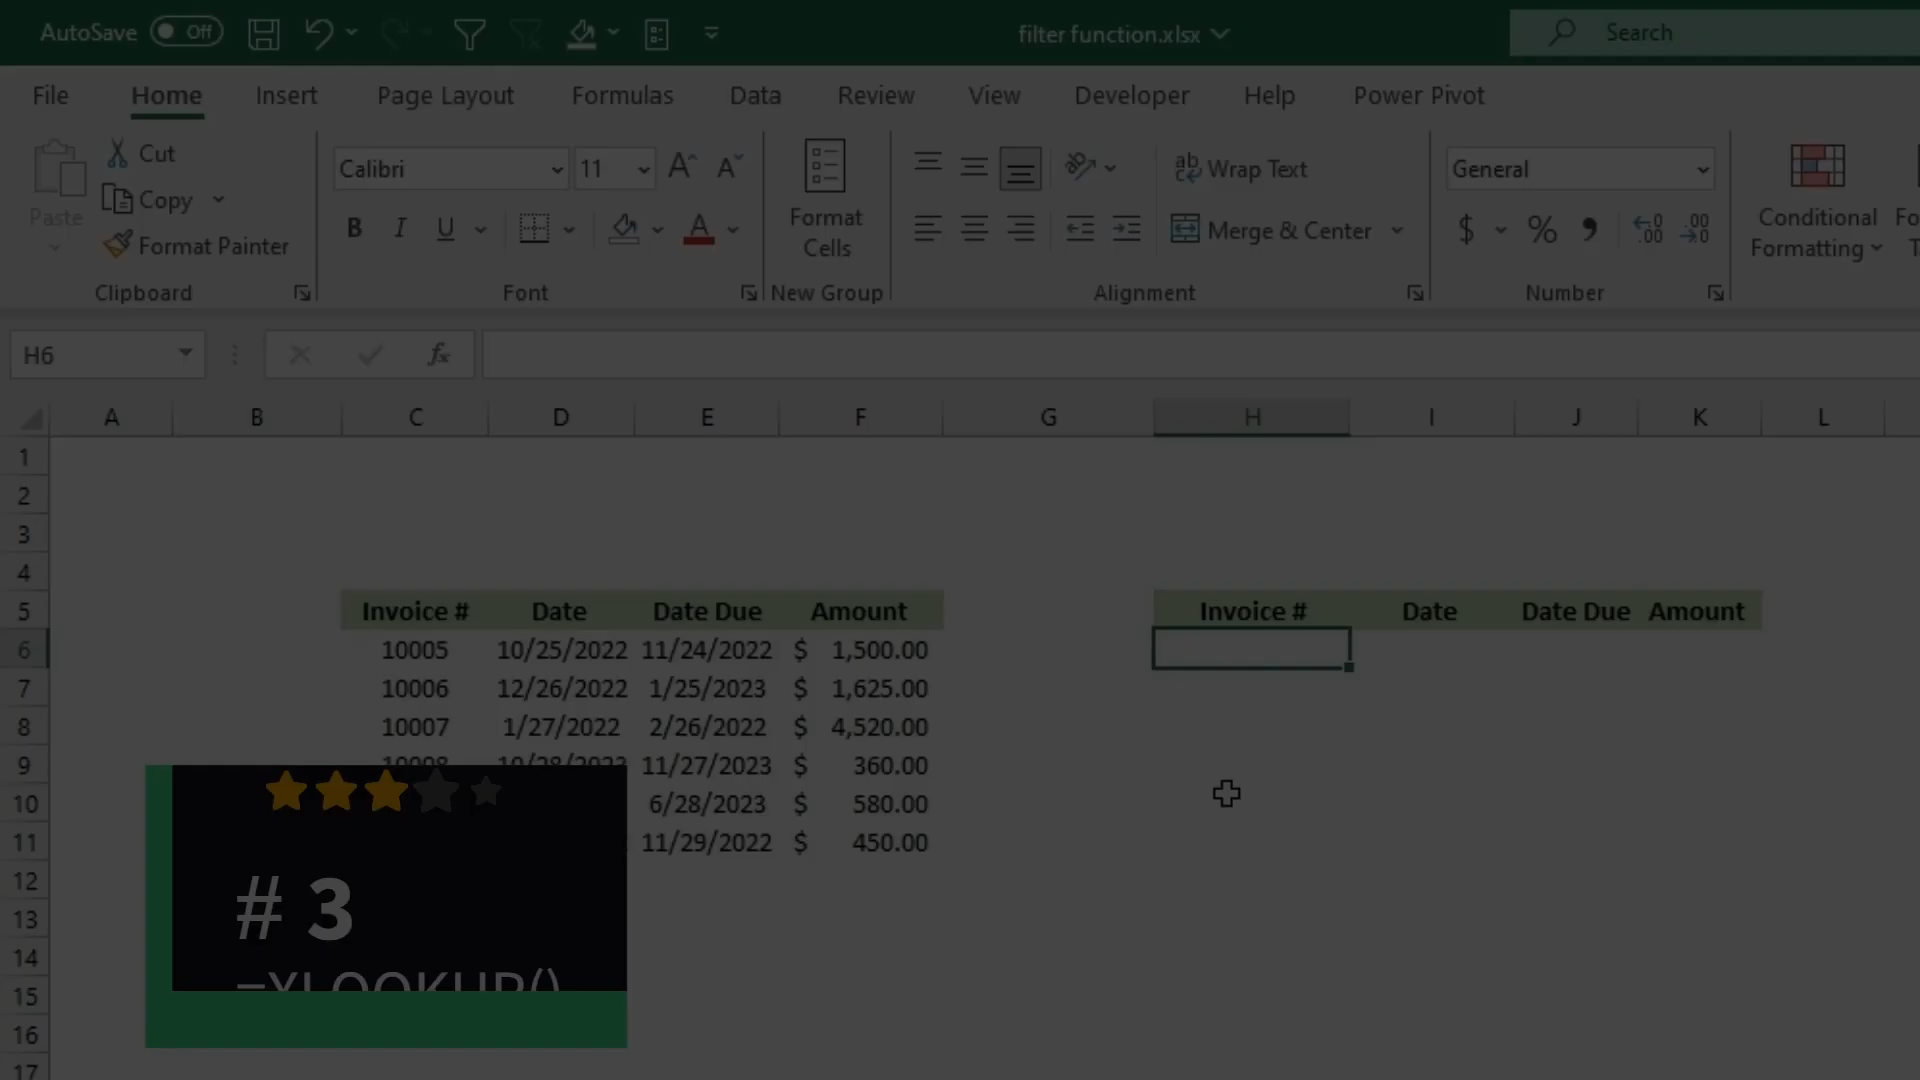 AutoSave Off filter function.xlsx Search
File Home Insert Page Layout Formulas Data Review View Developer Help Power Pivot
Paste
Cut
Copy
Format Painter
Clipboard
Calibri 11
B I U
Font
Format
Cells
New Group
Wrap Text
Merge & Center
Alignment
General
$ % ,
Number
Conditional
Formatting
H6 fx
A B C D E F G H I J K L
1
2
3
4
5 Invoice # Date Date Due Amount Invoice # Date Date Due Amount
6 10005 10/25/2022 11/24/2022 $ 1,500.00
7 10006 12/26/2022 1/25/2023 $ 1,625.00
8 10007 1/27/2022 2/26/2022 $ 4,520.00
9 10008 10/28/2023 11/27/2023 $ 360.00
10 6/28/2023 $ 580.00
11 11/29/2022 $ 450.00
12
13
14
15
16
17
# 3
=XLOOKUP()